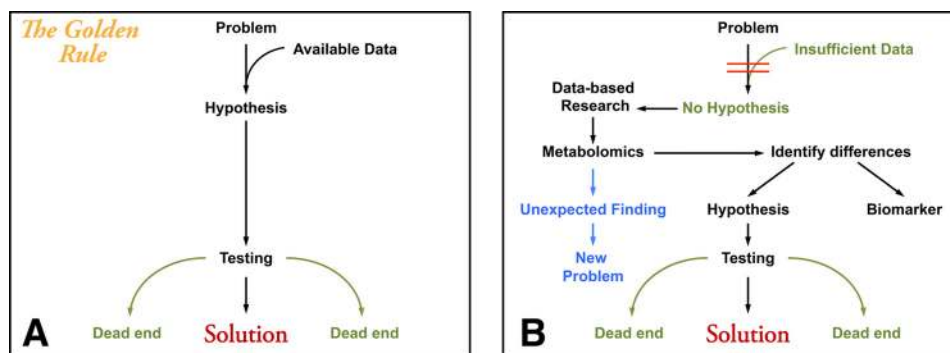 The Golden
Rule
Problem
Available Data
Hypothesis
Testing
Dead end
Solution
Dead end
A
Problem
Insufficient Data
No Hypothesis
Data-based
Research
Metabolomics
Identify differences
Unexpected Finding
Hypothesis
Biomarker
New
Problem
Testing
Dead end
Solution
Dead end
B